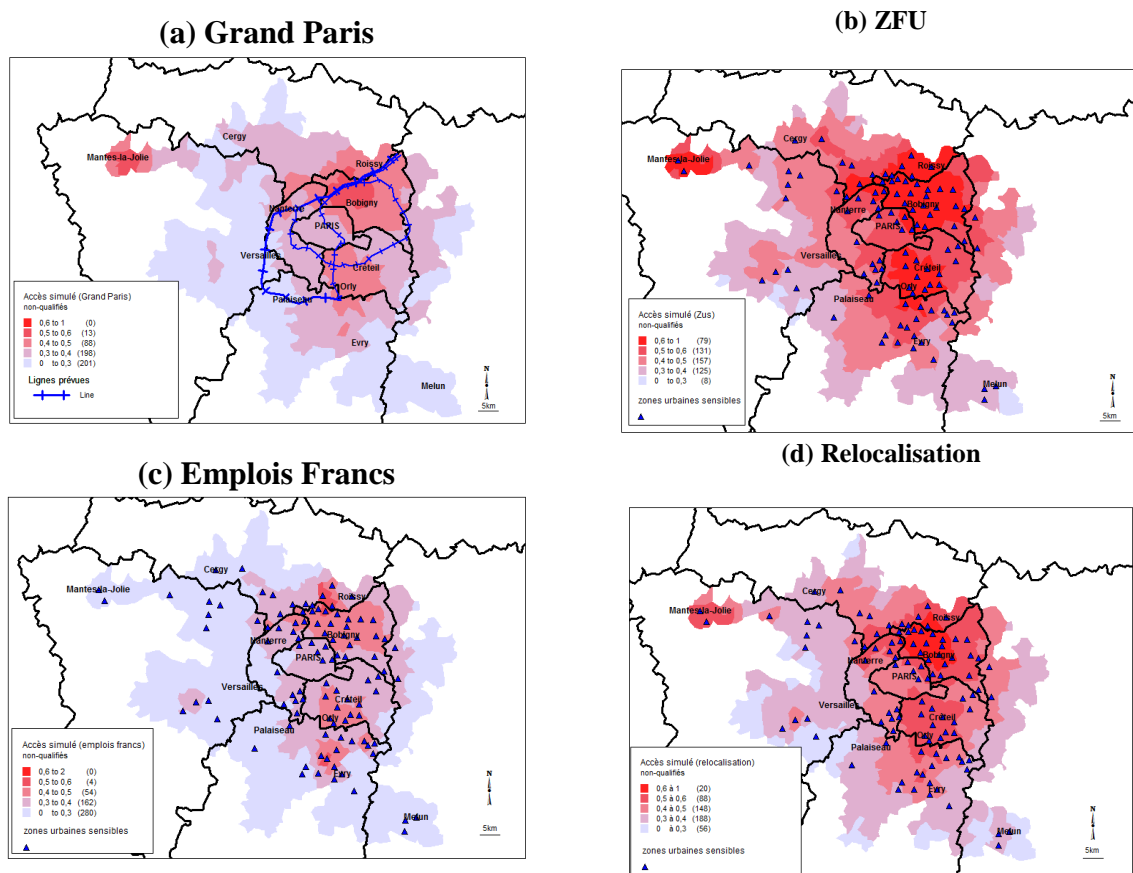 (a) Grand Paris
Cergy
Mantes-la-Jolie
Roissy
Nanterre
Bobigny
PARIS
Versailles
Créteil
Orly
Palaiseau
Evry
Melun
Accès simulé (Grand Paris)
non-qualifiés
0,6 to 1 (0)
0,5 to 0,6 (13)
0,4 to 0,5 (88)
0,3 to 0,4 (198)
0 to 0,3 (201)
Lignes prévues
Line
N
5km
(b) ZFU
Cergy
Mantes-la-Jolie
Roissy
Nanterre
Bobigny
PARIS
Versailles
Créteil
Orly
Palaiseau
Evry
Melun
Accès simulé (Zus)
non-qualifiés
0,6 to 1 (79)
0,5 to 0,6 (131)
0,4 to 0,5 (157)
0,3 to 0,4 (125)
0 to 0,3 (8)
zones urbaines sensibles
N
5km
(c) Emplois Francs
Cergy
Mantes-la-Jolie
Roissy
Nanterre
Bobigny
PARIS
Versailles
Créteil
Orly
Palaiseau
Evry
Melun
Accès simulé (emplois francs)
non-qualifiés
0,6 to 2 (0)
0,5 to 0,6 (4)
0,4 to 0,5 (54)
0,3 to 0,4 (162)
0 to 0,3 (280)
zones urbaines sensibles
N
5km
(d) Relocalisation
Cergy
Mantes-la-Jolie
Roissy
Nanterre
Bobigny
PARIS
Versailles
Créteil
Orly
Palaiseau
Evry
Melun
Accès simulé (relocalisation)
non-qualifiés
0,6 à 1 (20)
0,5 à 0,6 (88)
0,4 à 0,5 (148)
0,3 à 0,4 (188)
0 à 0,3 (56)
zones urbaines sensibles
N
5km